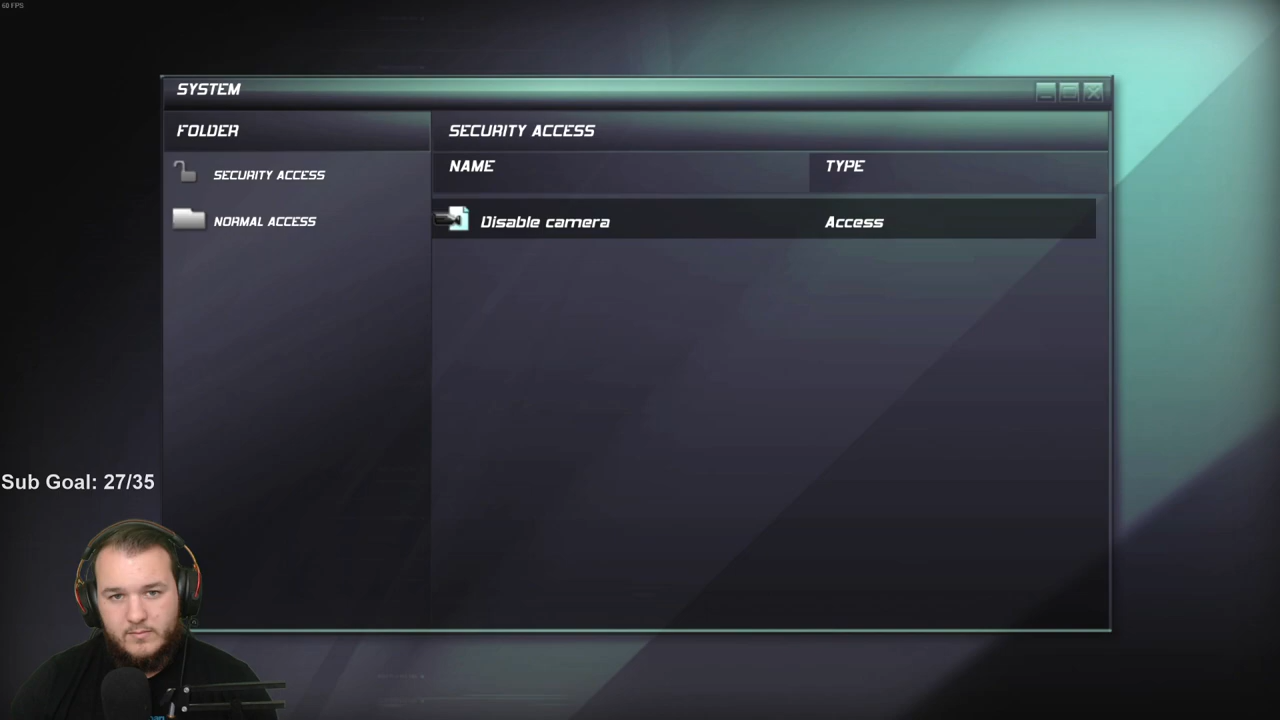 60 FPS
SYSTEM
FOLDER
SECURITY ACCESS
NAME
TYPE
SECURITY ACCESS
NORMAL ACCESS
Disable camera
Access
Sub Goal: 27/35